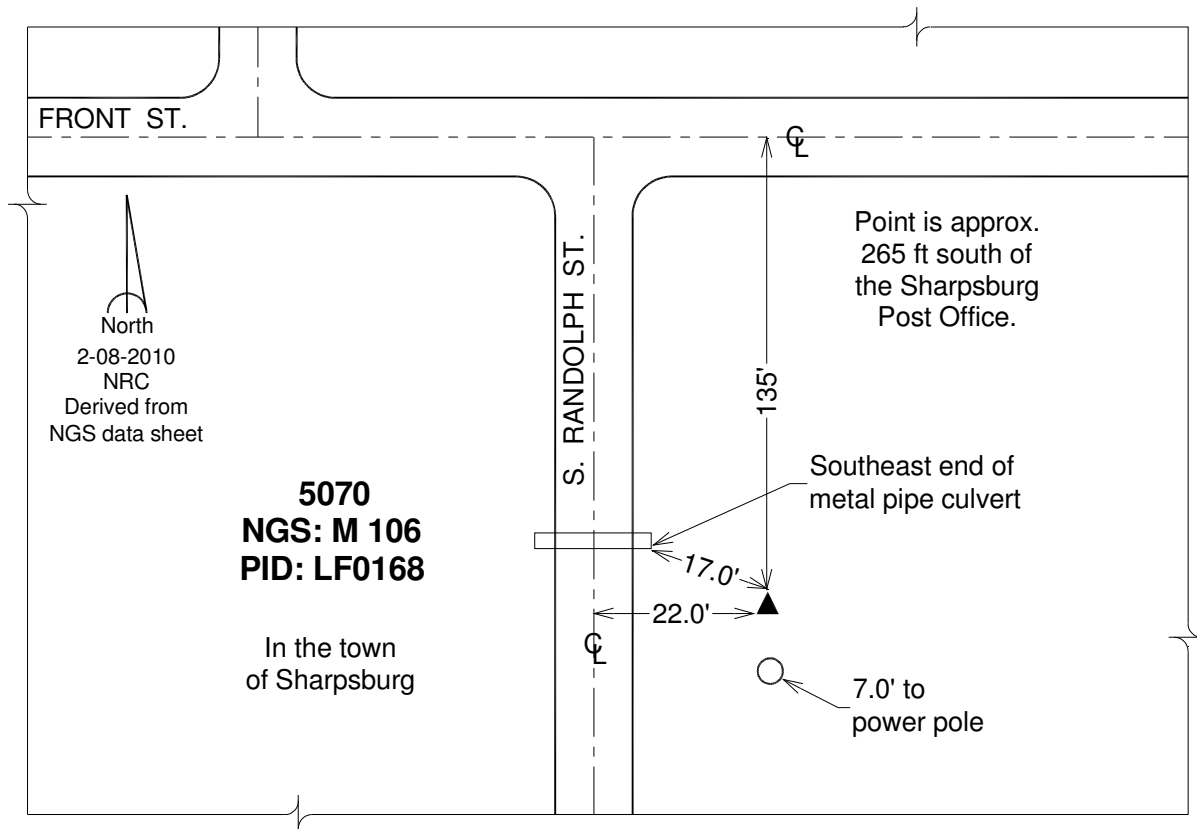 FRONT ST.
℄
Point is approx.
265 ft south of
the Sharpsburg
Post Office.
S. RANDOLPH ST.
North
2-08-2010
NRC
Derived from
NGS data sheet
135'
Southeast end of
metal pipe culvert
5070
NGS: M 106
PID: LF0168
17.0'
22.0'
℄
In the town
of Sharpsburg
7.0' to
power pole